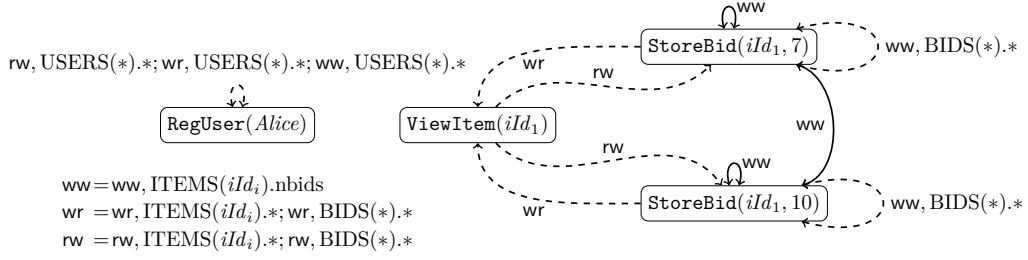 ww
StoreBid(iId₁, 7)
ww, BIDS(∗).∗
rw, USERS(∗).∗; wr, USERS(∗).∗; ww, USERS(∗).∗
wr
rw
RegUser(Alice)
ViewItem(iId₁)
ww
rw
ww
ww = ww, ITEMS(iIdᵢ).nbids
wr = wr, ITEMS(iIdᵢ).∗; wr, BIDS(∗).∗
rw = rw, ITEMS(iIdᵢ).∗; rw, BIDS(∗).∗
wr
StoreBid(iId₁, 10)
ww, BIDS(∗).∗